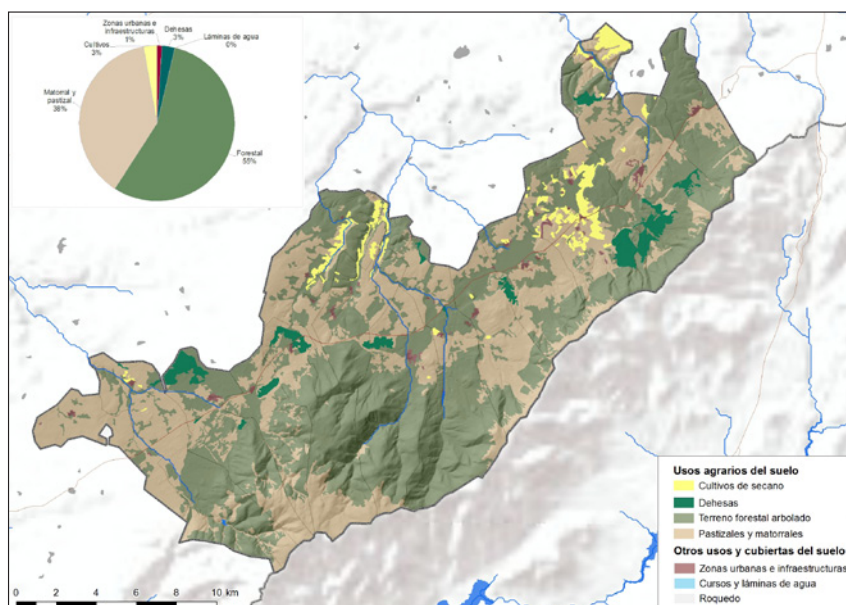 Zonas urbanas e
infraestructuras
1%
Dehesas
3%
Láminas de agua
0%
Cultivos
3%
Matorral y
pastizal
38%
Forestal
55%
Usos agrarios del suelo
Cultivos de secano
Dehesas
Terreno forestal arbolado
Pastizales y matorrales
Otros usos y cubiertas del suelo
Zonas urbanas e infraestructuras
Cursos y láminas de agua
Roquedo
0 2 4 6 8 10 km